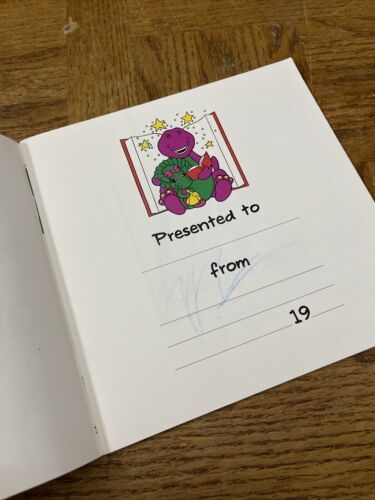 Presented to
from
19